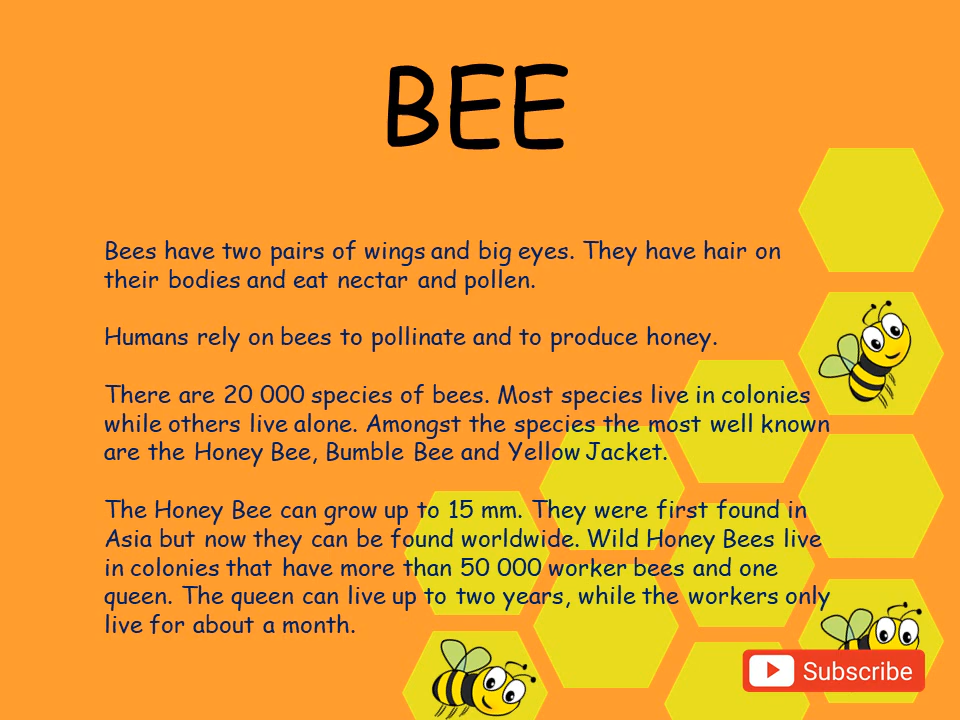 BEE
Bees have two pairs of wings and big eyes. They have hair on
their bodies and eat nectar and pollen.
Humans rely on bees to pollinate and to produce honey.
There are 20 000 species of bees. Most species live in colonies
while others live alone. Amongst the species the most well known
are the Honey Bee, Bumble Bee and Yellow Jacket.
The Honey Bee can grow up to 15 mm. They were first found in
Asia but now they can be found worldwide. Wild Honey Bees live
in colonies that have more than 50 000 worker bees and one
queen. The queen can live up to two years, while the workers only
live for about a month.
Subscribe